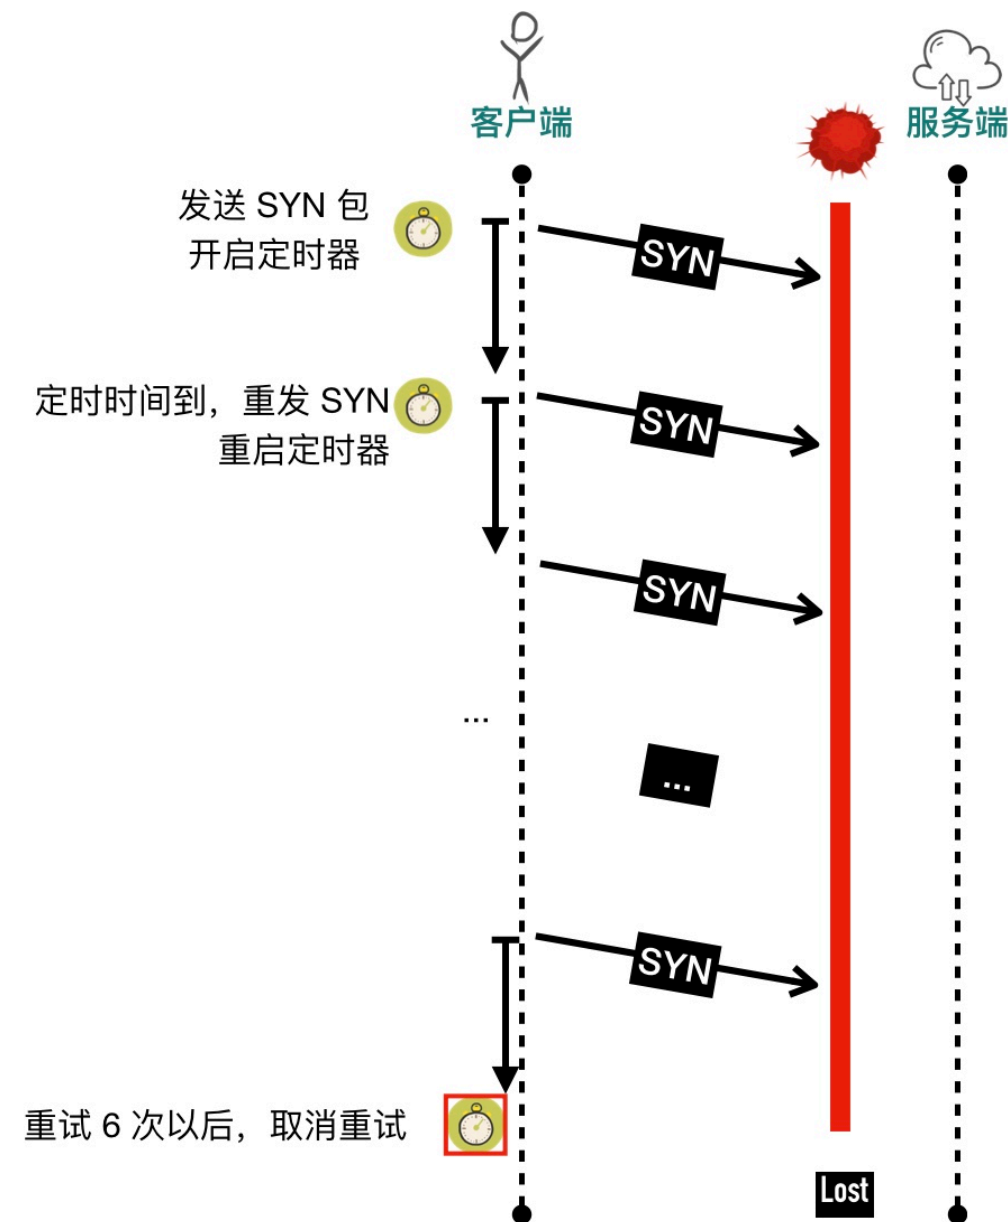 客户端
服务端
发送 SYN 包
开启定时器
SYN
定时时间到，重发 SYN
重启定时器
SYN
SYN
...
...
SYN
重试 6 次以后，取消重试
Lost